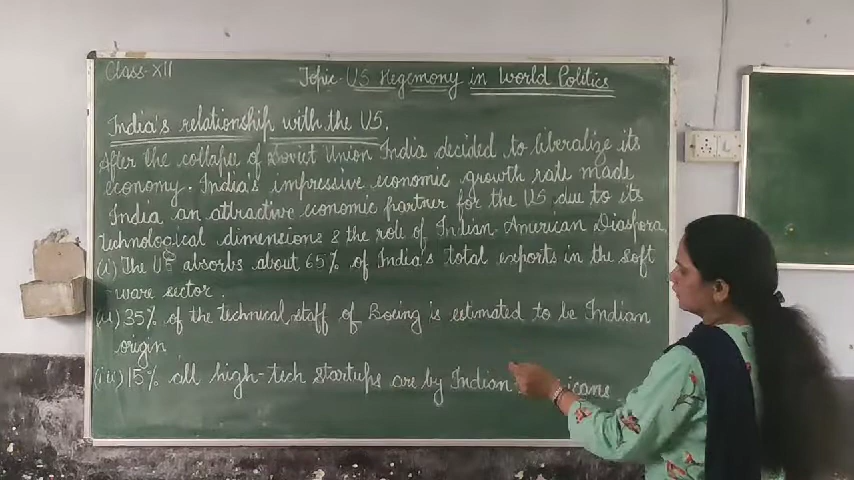 Class-XII
Topic- US Hegemony in World Politics
India's relationship with the US.
After the collapse of Soviet Union India decided to liberalize its
economy. India's impressive economic growth rate made
India an attractive economic partner for the US due to its
technological dimensions & the role of Indian-American Diaspora.
(i) The US absorbs about 65% of India's total exports in the soft
ware sector.
(ii) 35% of the technical staff of Boeing is estimated to be Indian
origin
(iii) 15% all high-tech startups are by Indian